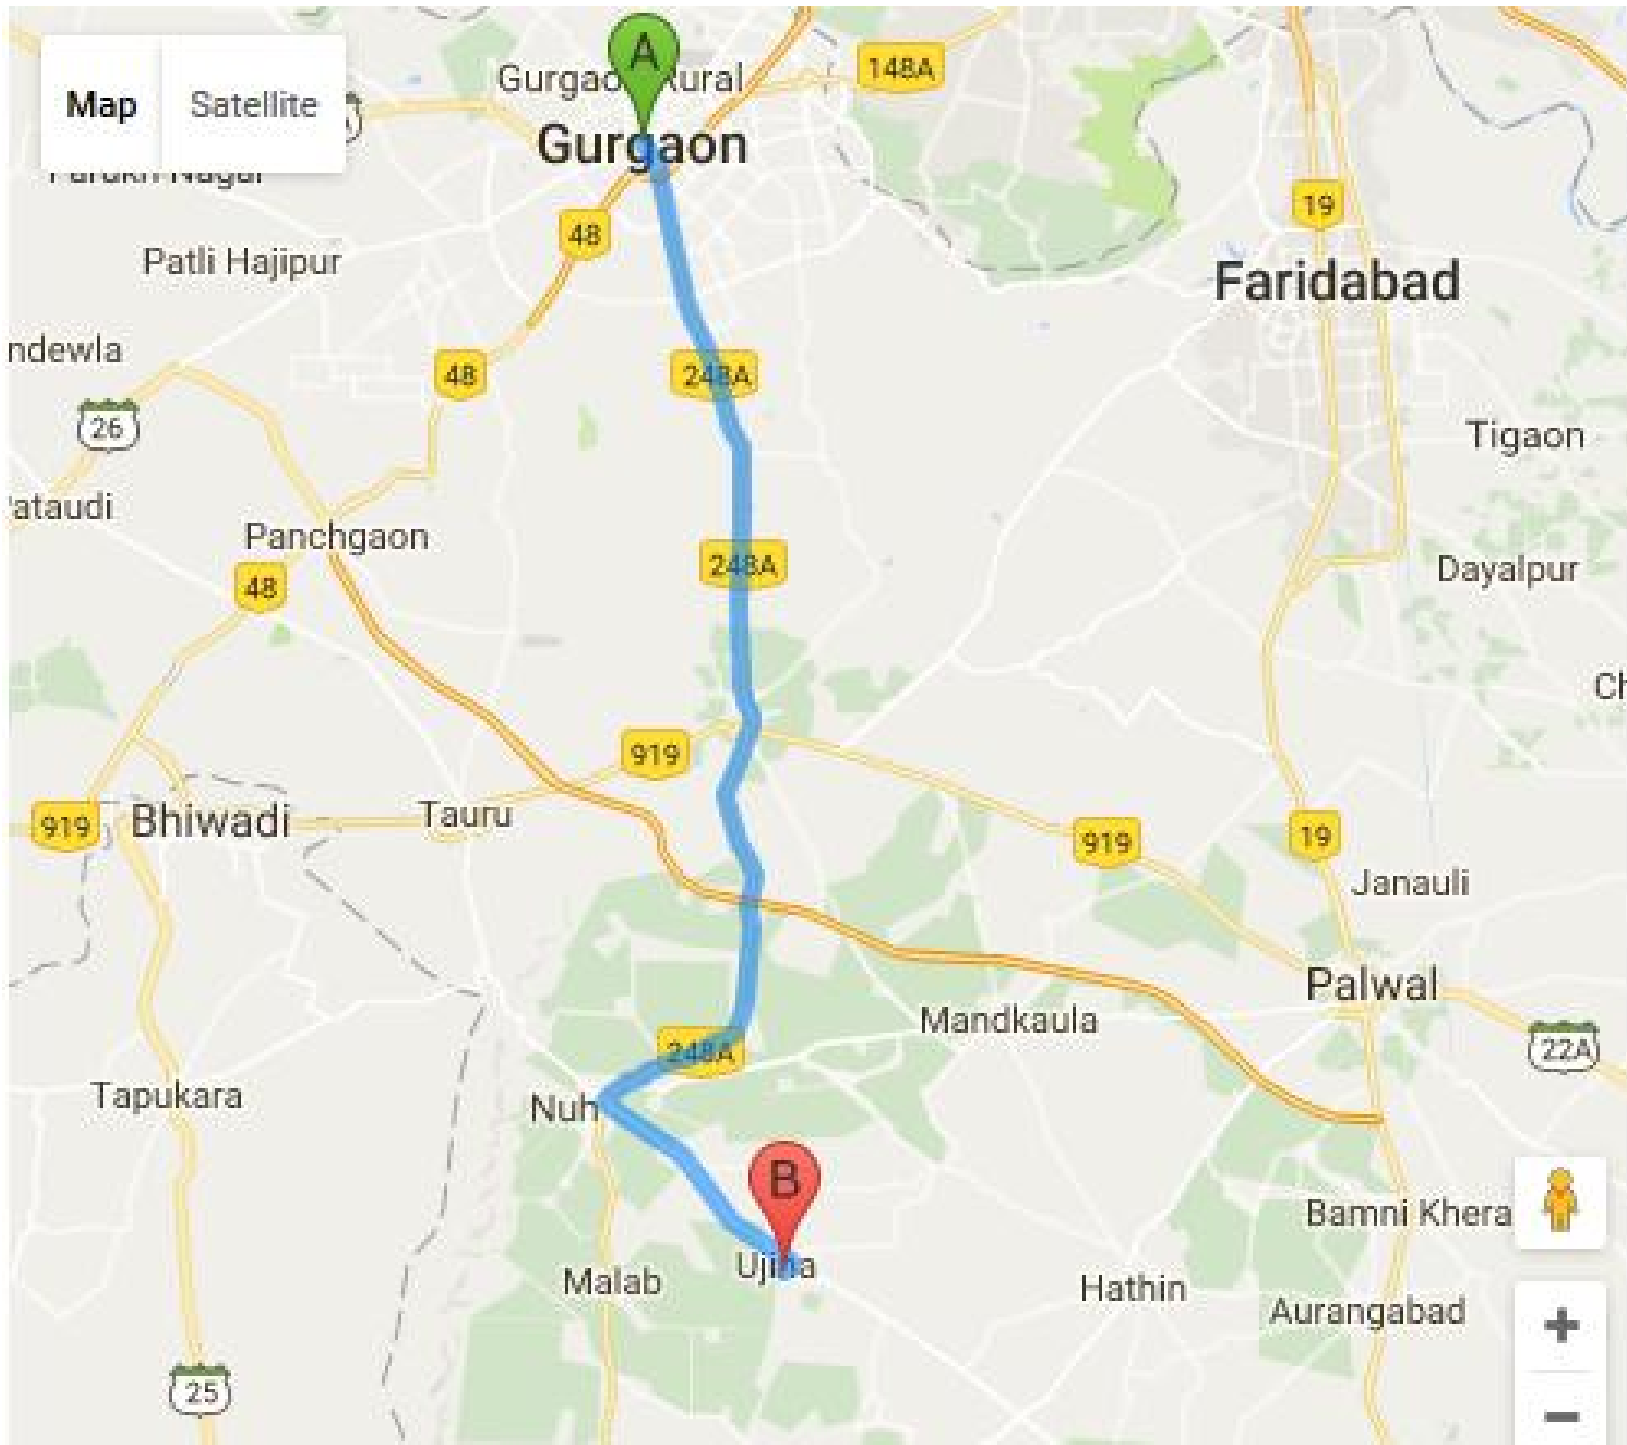 A
Gurgaon Rural
148A
Map
Satellite
Gurgaon
19
48
Patli Hajipur
Faridabad
ndewla
48
248A
26
Tigaon
ataudi
Panchgaon
248A
48
Dayalpur
Ch
919
919
Bhiwadi
Tauru
919
19
Janauli
Palwal
Mandkaula
22A
248A
Tapukara
Nuh
B
Bamni Khera
Ujina
Malab
Hathin
Aurangabad
25